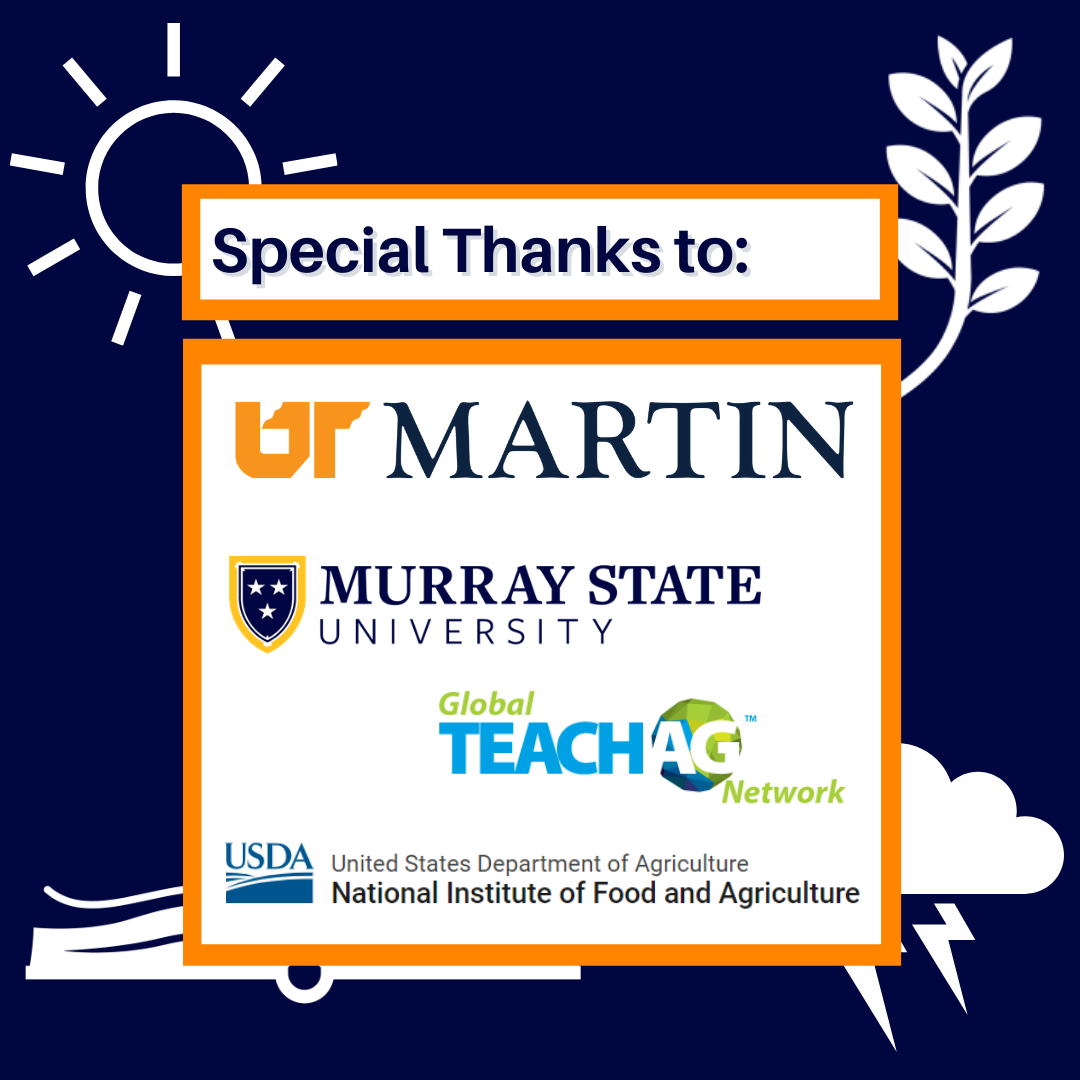 Special Thanks to:
UT MARTIN
MURRAY STATE
UNIVERSITY
Global
TEACH AG ™
Network
USDA
United States Department of Agriculture
National Institute of Food and Agriculture